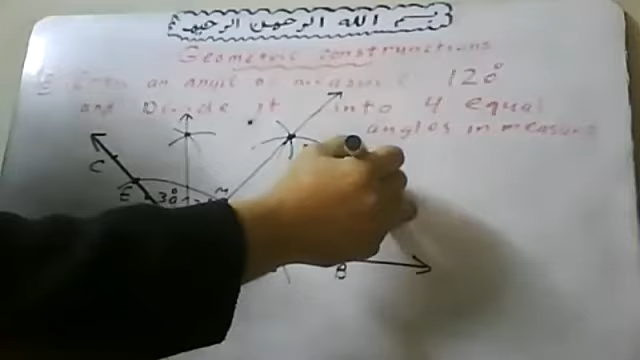 بسم الله الرحمن الرحيم
Geometric constructions
an angle of measure 120°
and Divide it into 4 equal
angles in measure
C
E
30°
M
B